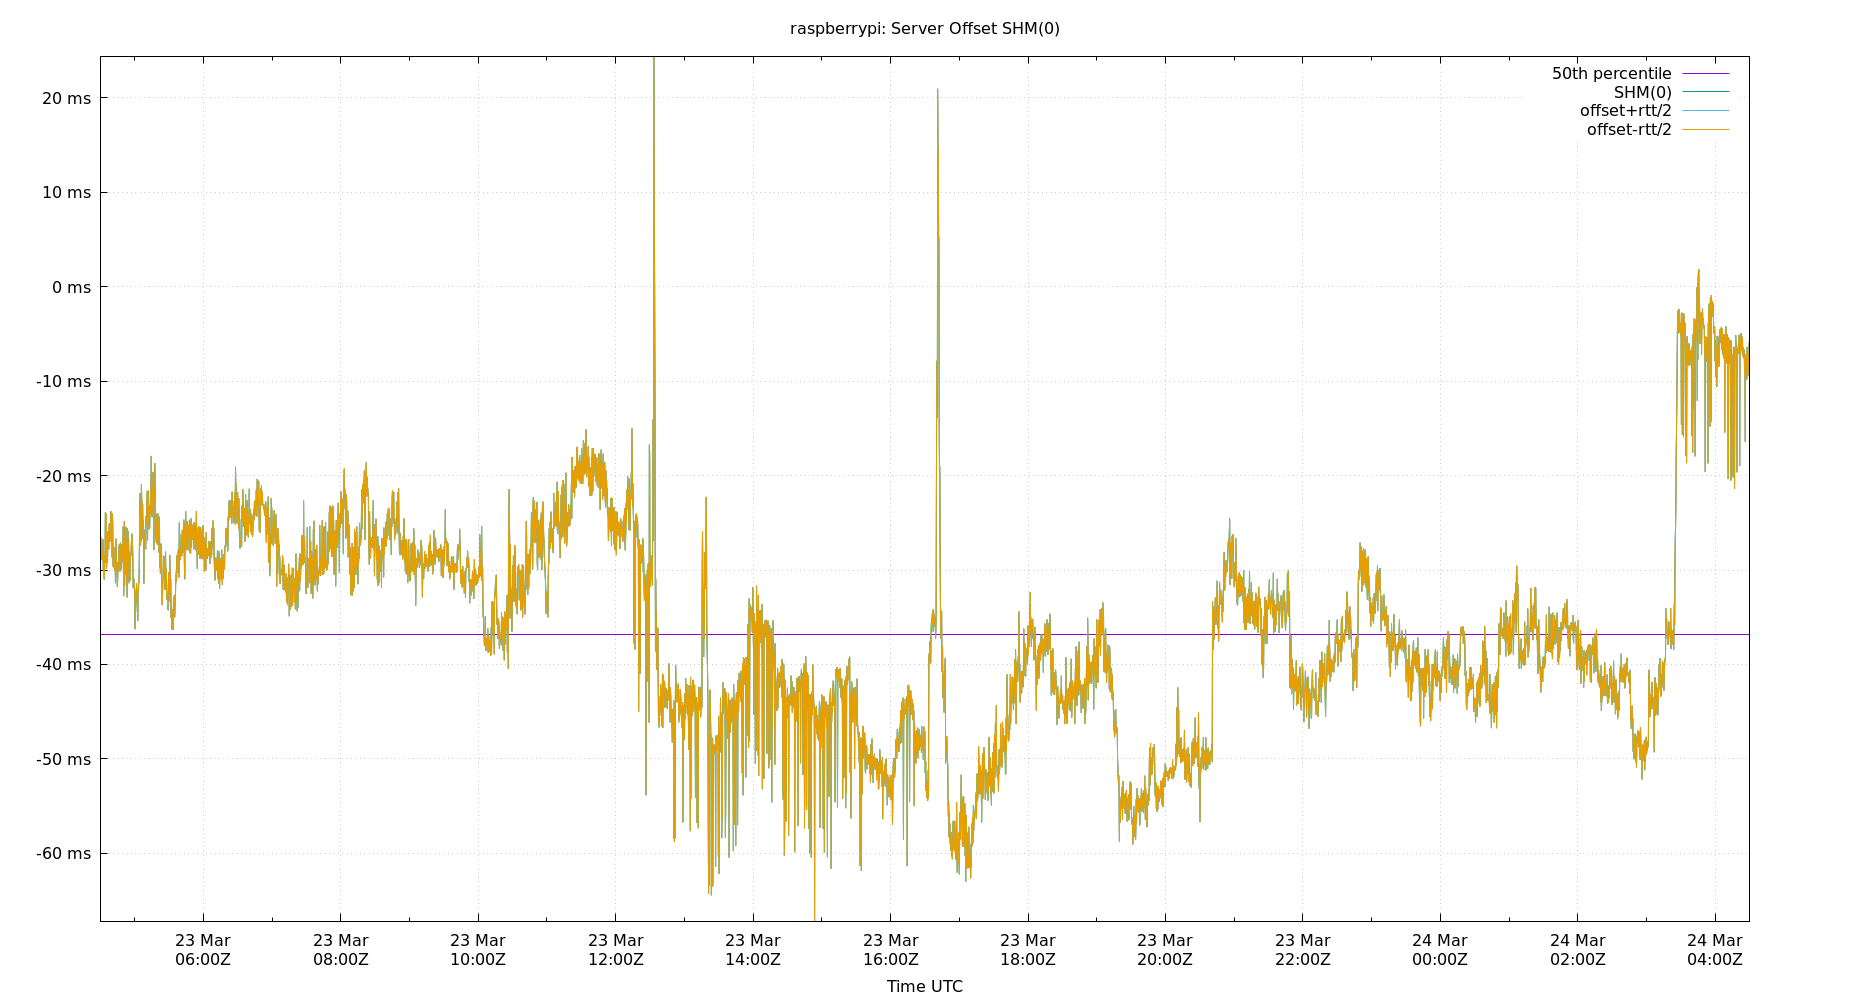 raspberrypi: Server Offset SHM(0)
50th percentile
SHM(0)
offset+rtt/2
offset-rtt/2
20 ms
10 ms
0 ms
-10 ms
-20 ms
-30 ms
-40 ms
-50 ms
-60 ms
23 Mar 23 Mar 23 Mar 23 Mar 23 Mar 23 Mar 23 Mar 23 Mar 23 Mar 24 Mar 24 Mar 24 Mar
06:00Z 08:00Z 10:00Z 12:00Z 14:00Z 16:00Z 18:00Z 20:00Z 22:00Z 00:00Z 02:00Z 04:00Z
Time UTC